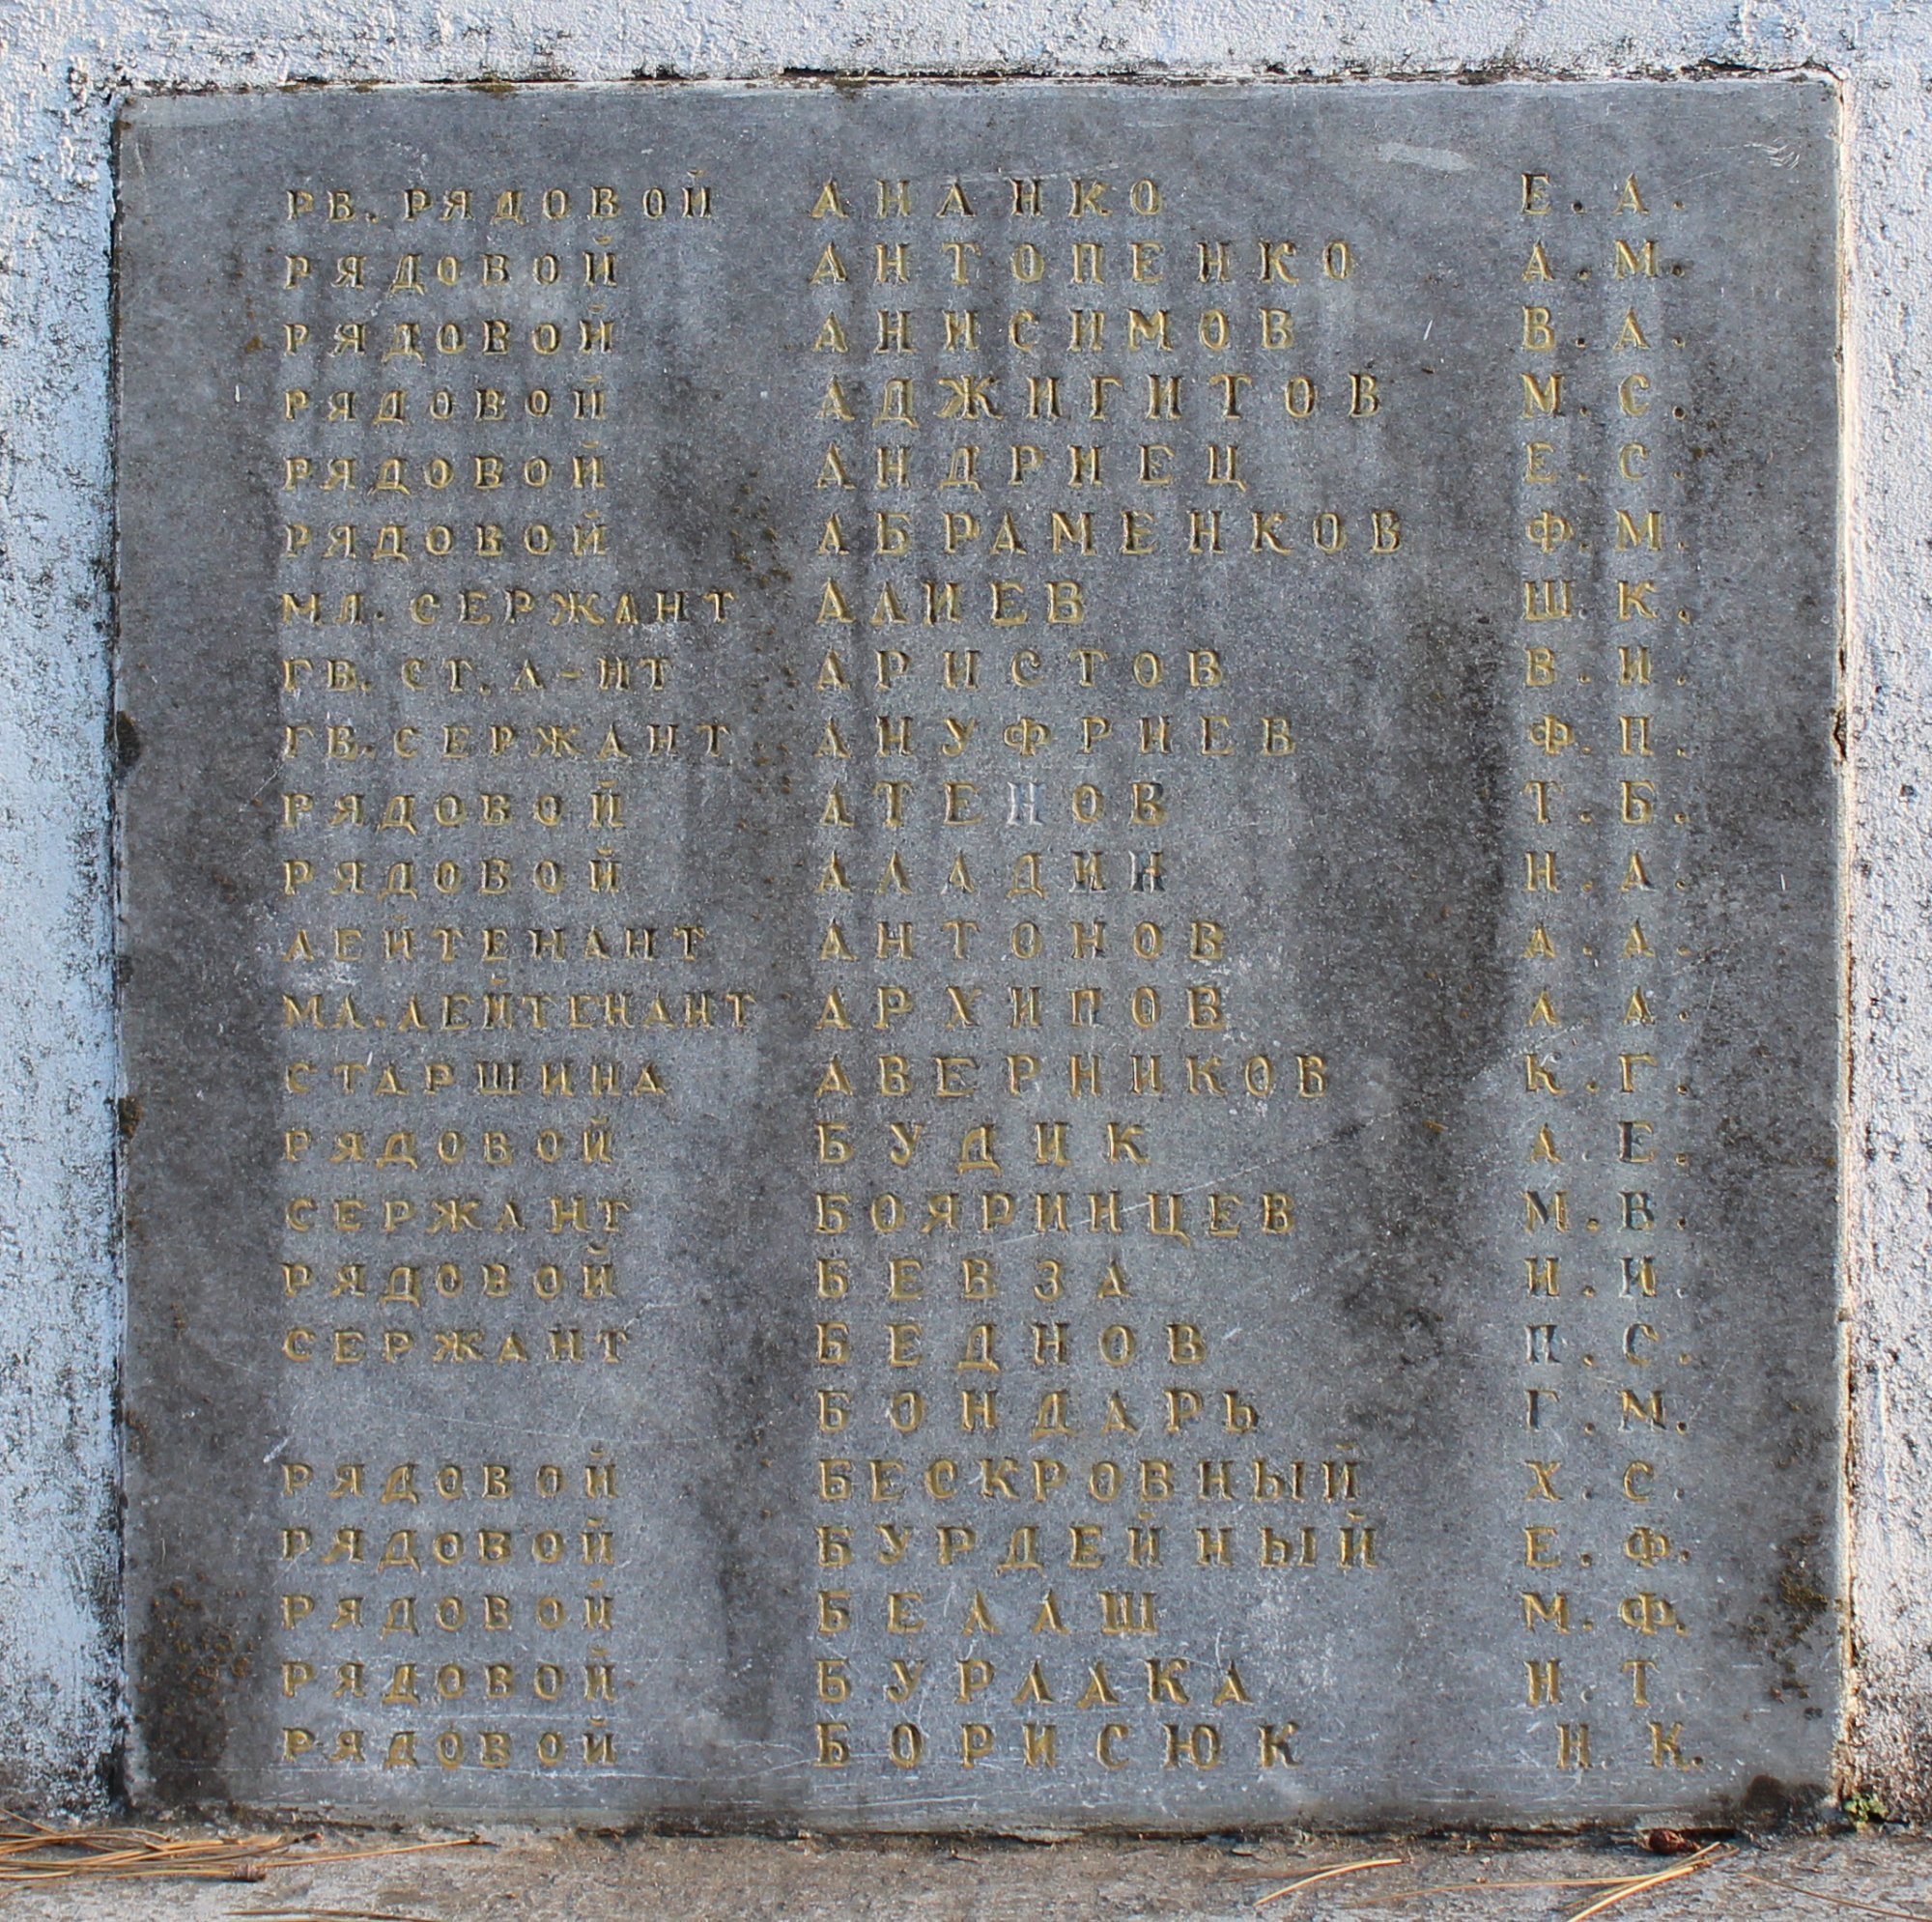 РВ. РЯДОВОЙ АНАНКО Е. А.
РЯДОВОЙ АНТОПЕНКО А. М.
РЯДОВОЙ АНИСИМОВ В. А.
РЯДОВОЙ АДЖИГИТОВ М. С.
РЯДОВОЙ АНДРИЕЦ Е. С.
РЯДОВОЙ АБРАМЕНКОВ Ф. М.
МЛ. СЕРЖАНТ АЛИЕВ Ш. К.
ГВ. СТ. Л-НТ АРИСТОВ В. И.
ГВ. СЕРЖАНТ АНУФРИЕВ Ф. П.
РЯДОВОЙ АТЕНОВ Т. Б.
РЯДОВОЙ АЛАДИН Н. А.
ЛЕЙТЕНАНТ АНТОНОВ А. А.
МЛ. ЛЕЙТЕНАНТ АРХИПОВ А. А.
СТАРШИНА АВЕРНИКОВ К. Г.
РЯДОВОЙ БУДИК А. Е.
СЕРЖАНТ БОЯРИНЦЕВ М. В.
РЯДОВОЙ БЕВЗА И. И.
СЕРЖАНТ БЕДНОВ П. С.
БОНДАРЬ Г. М.
РЯДОВОЙ БЕСКРОВНЫЙ Х. С.
РЯДОВОЙ БУРДЕЙНЫЙ Е. Ф.
РЯДОВОЙ БЕЛАШ М. Ф.
РЯДОВОЙ БУРЛАКА Н. Т.
РЯДОВОЙ БОРИСЮК Н. К.